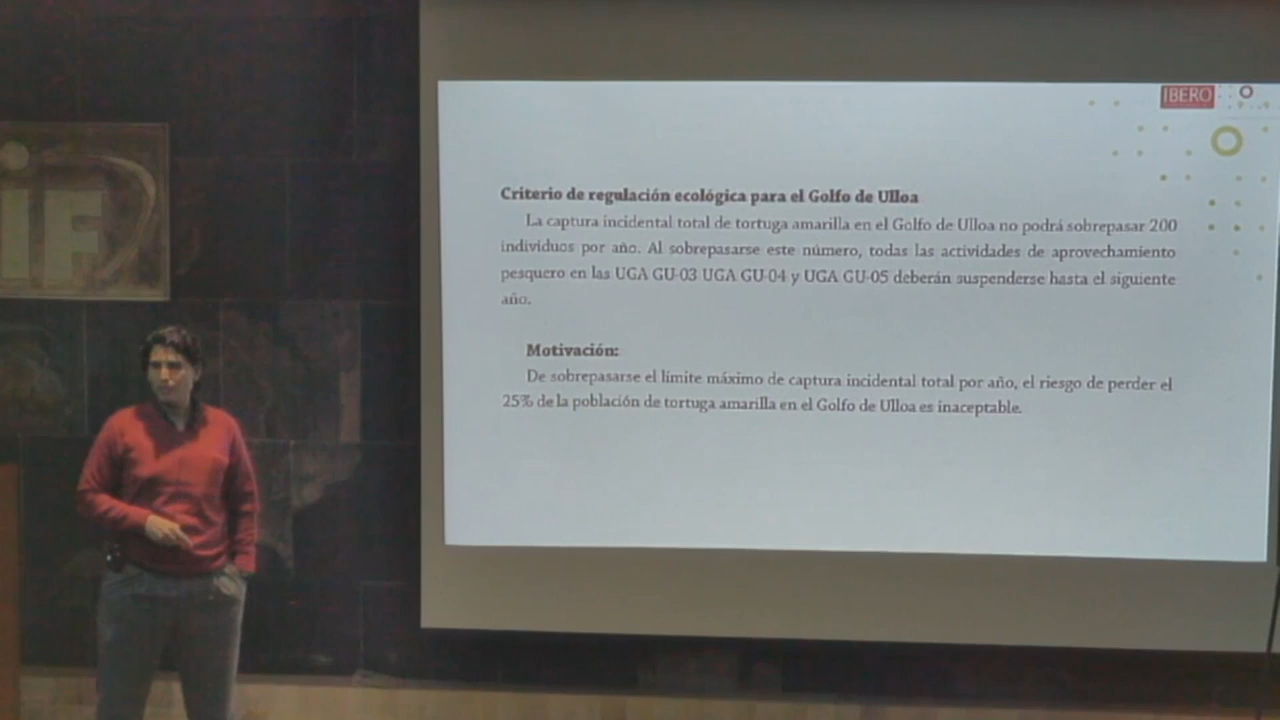 IBERO
iF
Criterio de regulación ecológica para el Golfo de Ulloa
La captura incidental total de tortuga amarilla en el Golfo de Ulloa no podrá sobrepasar 200
individuos por año. Al sobrepasarse este número, todas las actividades de aprovechamiento
pesquero en las UGA GU-03 UGA GU-04 y UGA GU-05 deberán suspenderse hasta el siguiente
año.
Motivación:
De sobrepasarse el límite máximo de captura incidental total por año, el riesgo de perder el
25% de la población de tortuga amarilla en el Golfo de Ulloa es inaceptable.